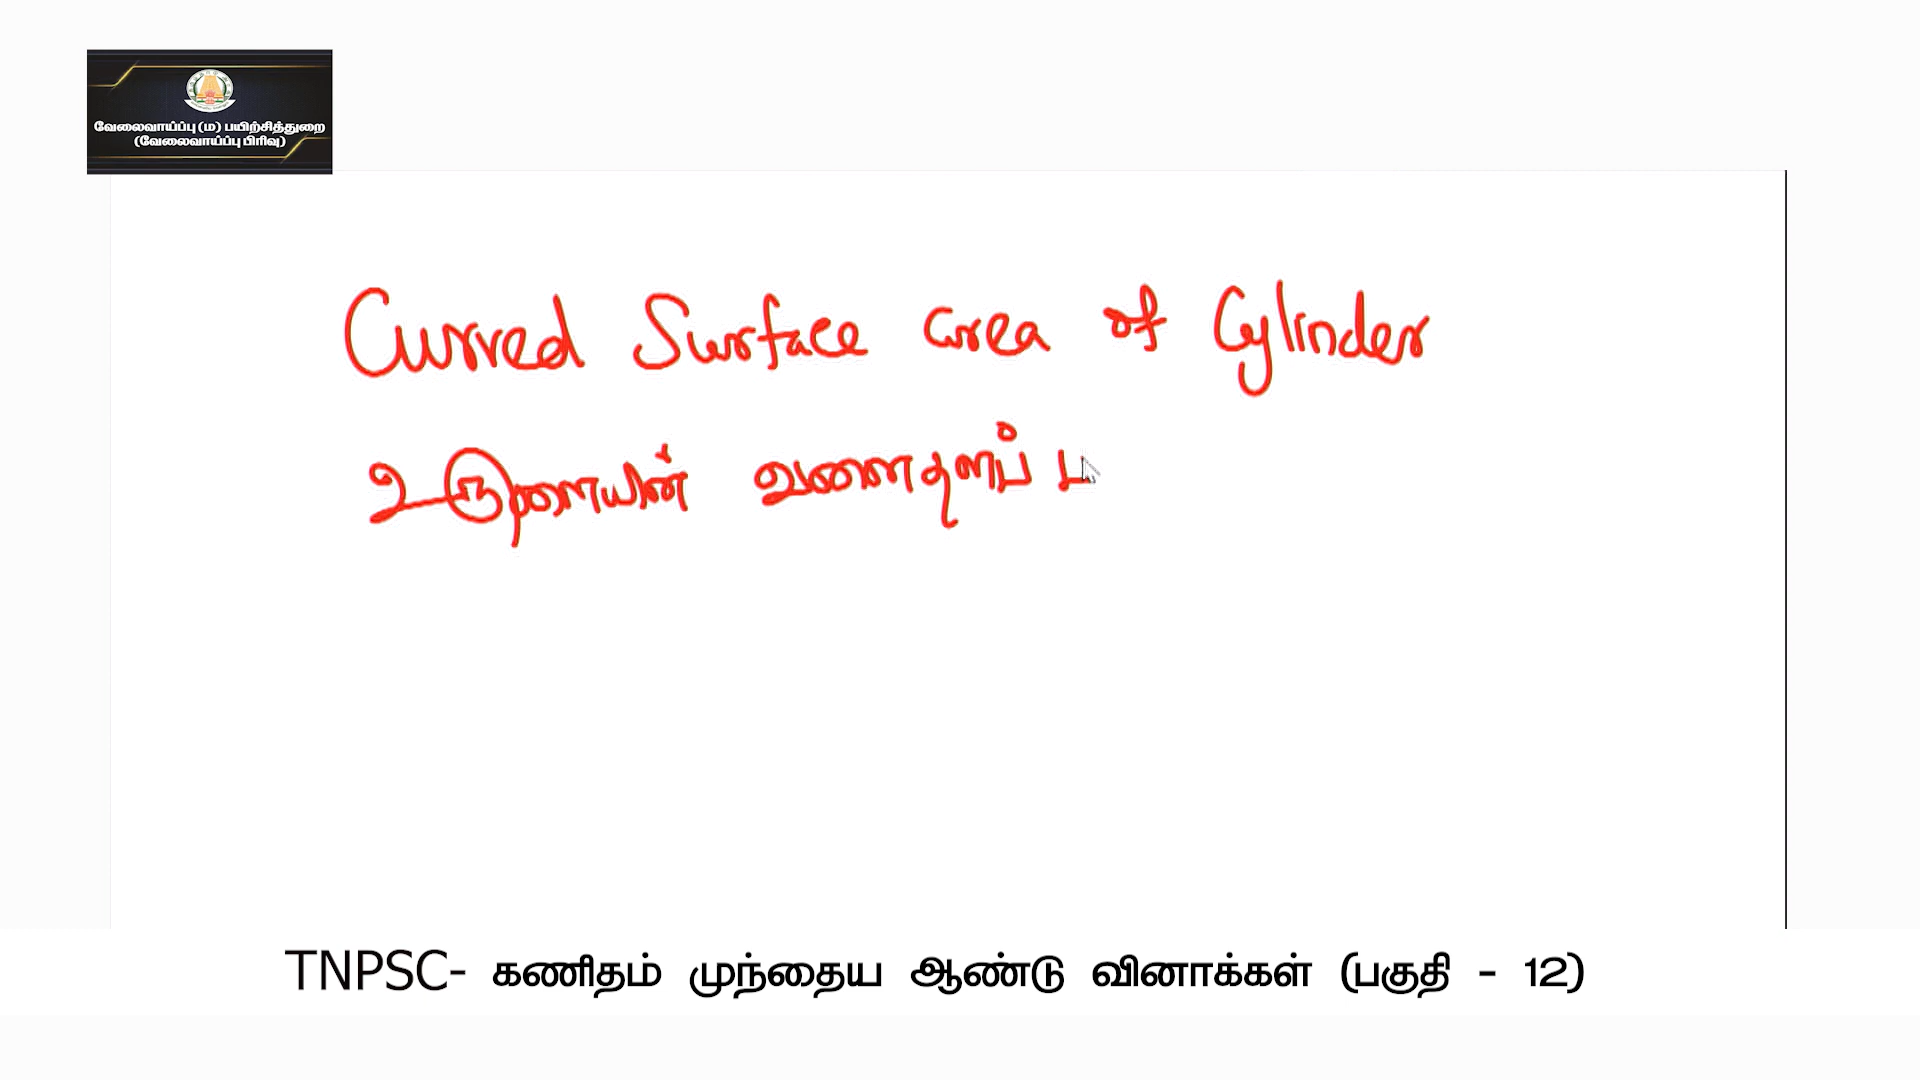 வேலைவாய்ப்பு (ம) பயிற்சித்துறை
(வேலைவாய்ப்பு பிரிவு)
Curved Surface area of Cylinder
உருளையின் வளைதளப் ப
TNPSC- கணிதம் முந்தைய ஆண்டு வினாக்கள் (பகுதி - 12)